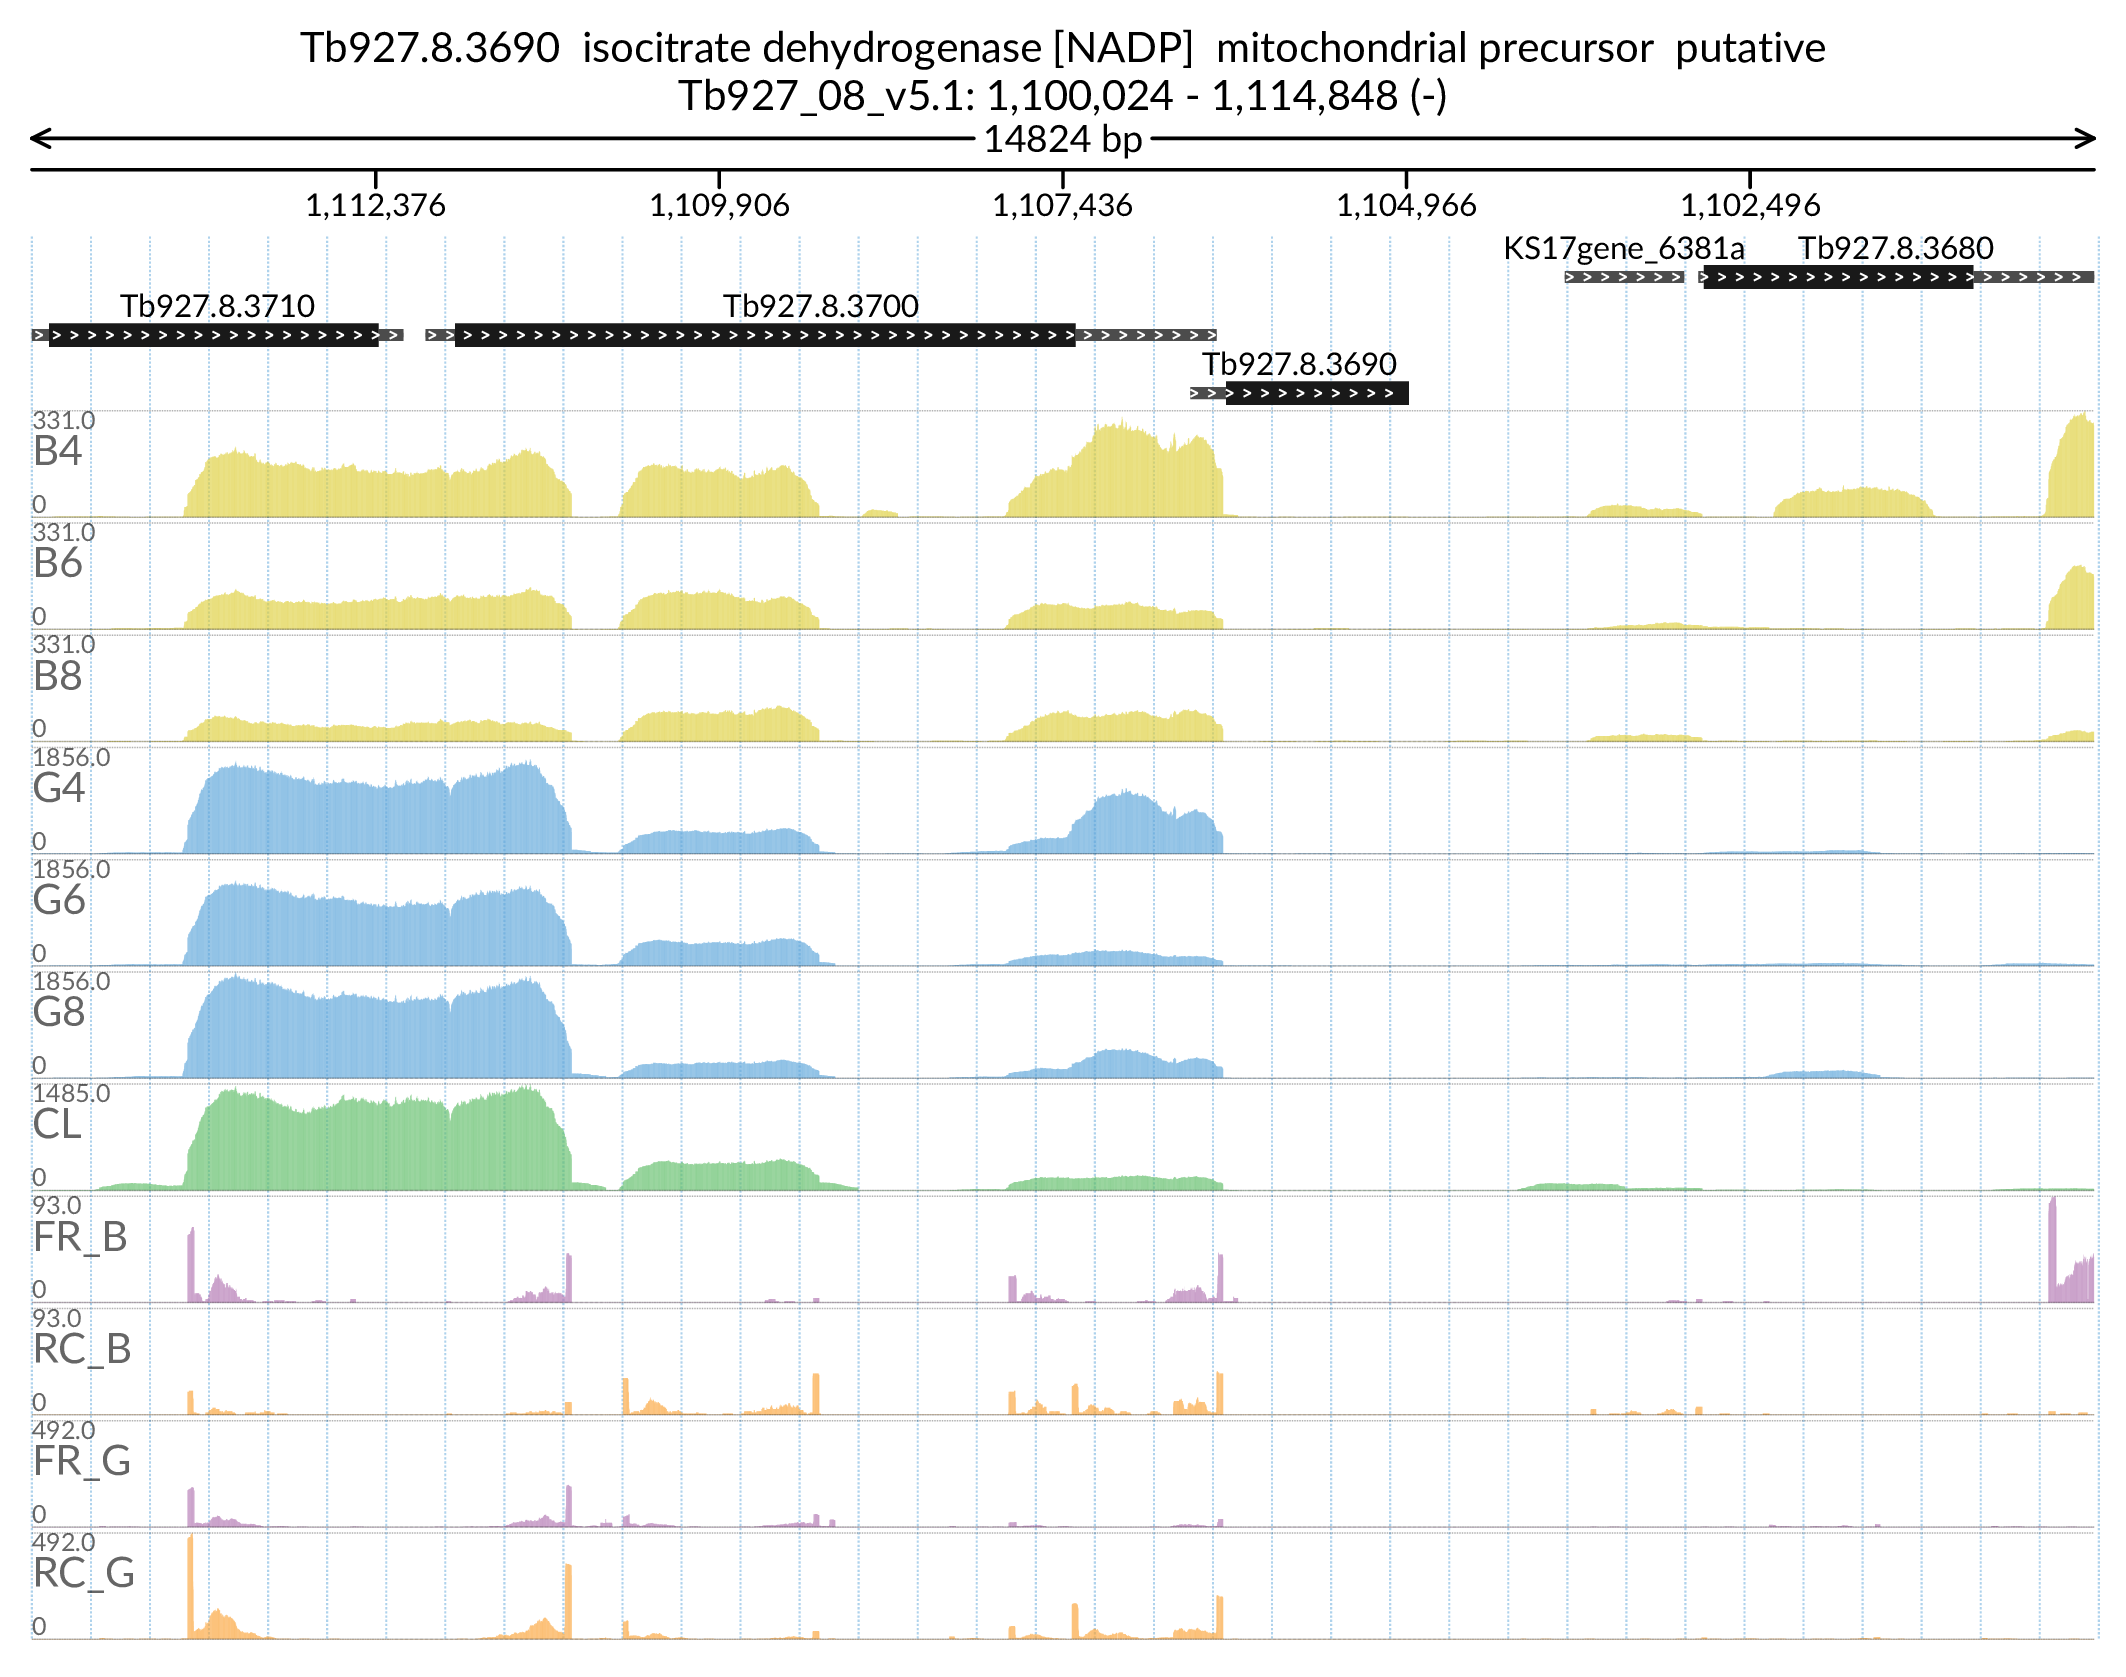 Tb927.8.3690 isocitrate dehydrogenase [NADP] mitochondrial precursor putative
Tb927_08_v5.1: 1,100,024 - 1,114,848 (-)
14824 bp
1,112,376 1,109,906 1,107,436 1,104,966 1,102,496
KS17gene_6381a Tb927.8.3680
Tb927.8.3710 Tb927.8.3700
Tb927.8.3690
331.0
B4
0
331.0
B6
0
331.0
B8
0
1856.0
G4
0
1856.0
G6
0
1856.0
G8
0
1485.0
CL
0
93.0
FR_B
0
93.0
RC_B
0
492.0
FR_G
0
492.0
RC_G
0